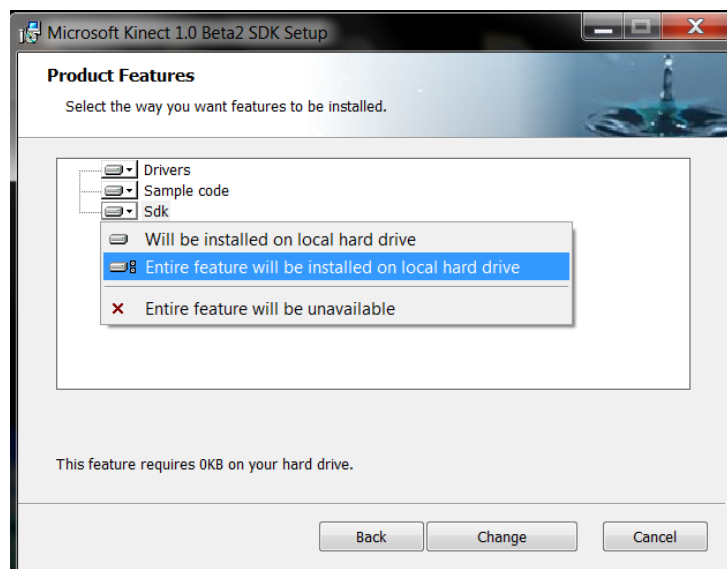 Microsoft Kinect 1.0 Beta2 SDK Setup
Product Features
Select the way you want features to be installed.
Drivers
Sample code
Sdk
Will be installed on local hard drive
Entire feature will be installed on local hard drive
Entire feature will be unavailable
This feature requires 0KB on your hard drive.
Back
Change
Cancel